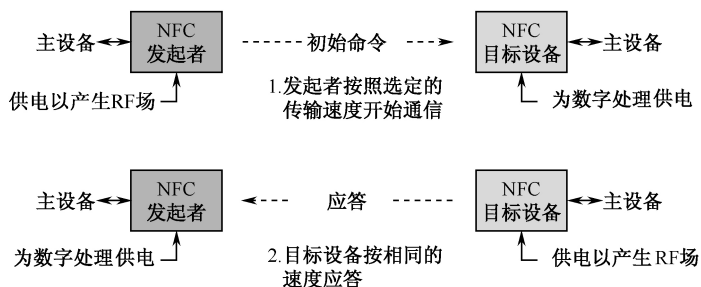 NFC
发起者
主设备
初始命令
NFC
目标设备
主设备
供电以产生RF场
1.发起者按照选定的
传输速度开始通信
为数字处理供电
NFC
发起者
主设备
应答
NFC
目标设备
主设备
为数字处理供电
2.目标设备按相同的
速度应答
供电以产生RF场